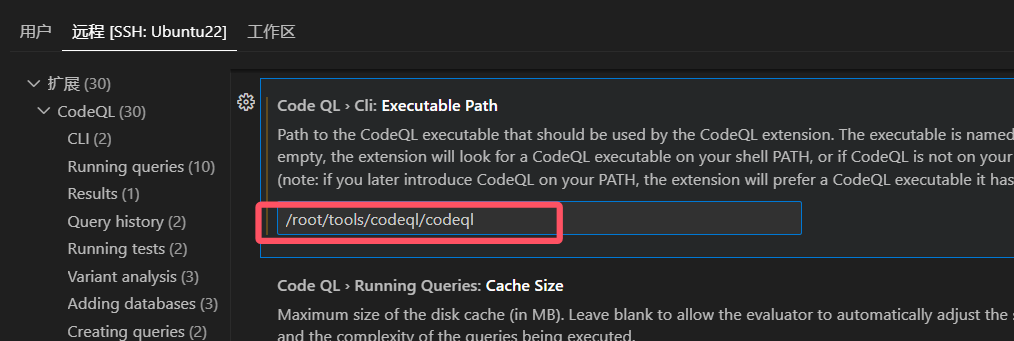 用户 远程 [SSH: Ubuntu22] 工作区
扩展 (30)
CodeQL (30)
CLI (2)
Running queries (10)
Results (1)
Query history (2)
Running tests (2)
Variant analysis (3)
Adding databases (3)
Creating queries (2)
Code QL › Cli: Executable Path
Path to the CodeQL executable that should be used by the CodeQL extension. The executable is named
empty, the extension will look for a CodeQL executable on your shell PATH, or if CodeQL is not on your
(note: if you later introduce CodeQL on your PATH, the extension will prefer a CodeQL executable it has
/root/tools/codeql/codeql
Code QL › Running Queries: Cache Size
Maximum size of the disk cache (in MB). Leave blank to allow the evaluator to automatically adjust the
and the complexity of the queries being executed.